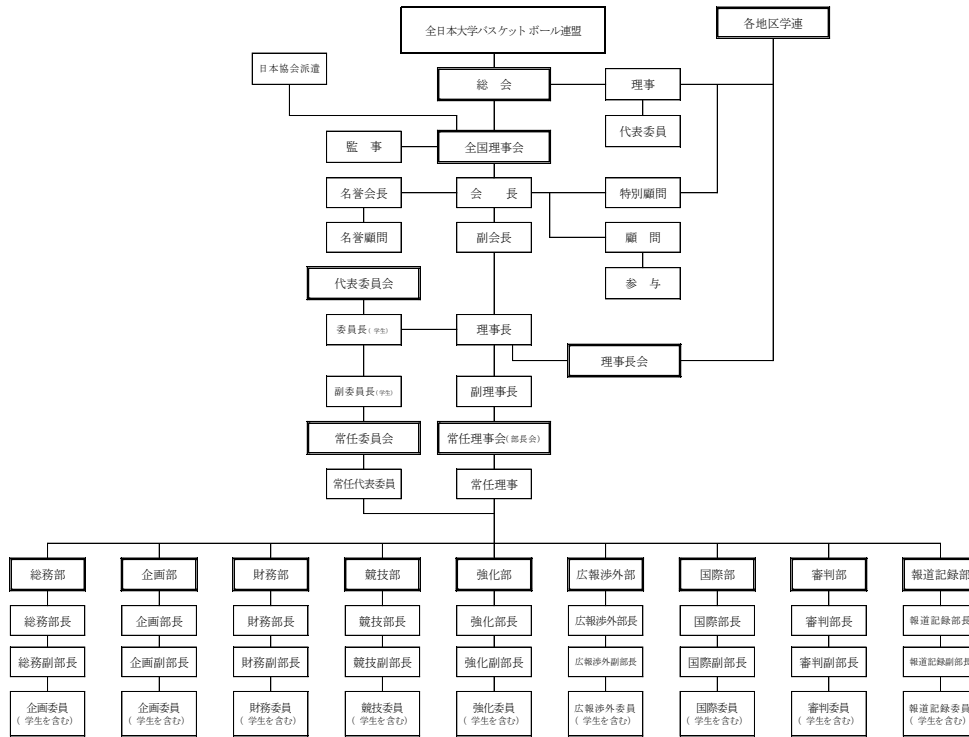 全日本大学バスケットボール連盟
各地区学連
日本協会派遣
総 会
理事
代表委員
監 事
全国理事会
名誉会長
会 長
特別顧問
名誉顧問
副会長
顧 問
参 与
代表委員会
委員長(学生)
理事長
理事長会
副委員長(学生)
副理事長
常任委員会
常任理事会(部長会)
常任代表委員
常任理事
総務部
企画部
財務部
競技部
強化部
広報渉外部
国際部
審判部
報道記録部
総務部長
企画部長
財務部長
競技部長
強化部長
広報渉外部長
国際部長
審判部長
報道記録部長
総務副部長
企画副部長
財務副部長
競技副部長
強化副部長
広報渉外副部長
国際副部長
審判副部長
報道記録副部長
企画委員
(学生を含む)
企画委員
(学生を含む)
財務委員
(学生を含む)
競技委員
(学生を含む)
強化委員
(学生を含む)
広報渉外委員
(学生を含む)
国際委員
(学生を含む)
審判委員
(学生を含む)
報道記録委員
(学生を含む)